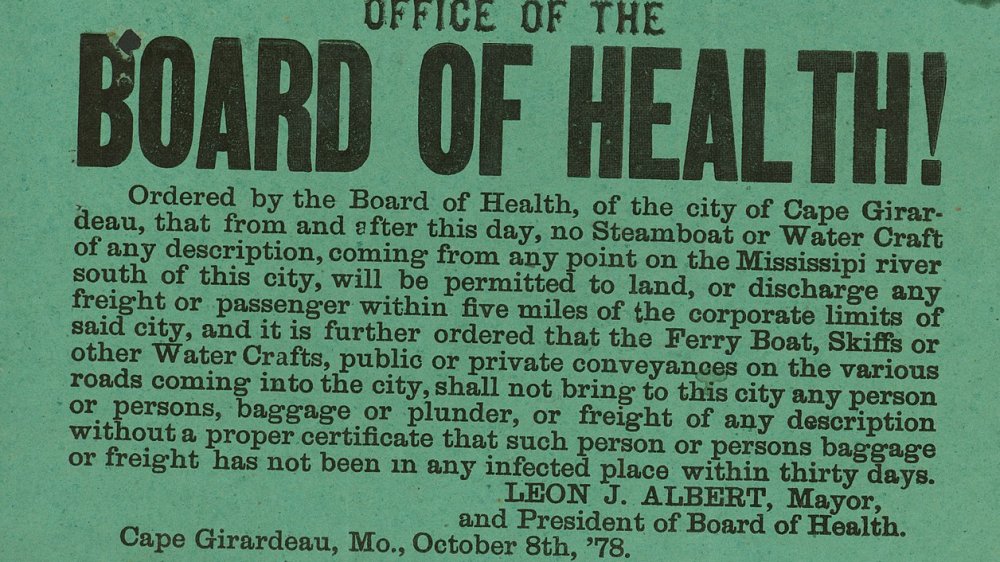 OFFICE OF THE
BOARD OF HEALTH!
Ordered by the Board of Health, of the city of Cape Girar-
deau, that from and after this day, no Steamboat or Water Craft
of any description, coming from any point on the Mississipi river
south of this city, will be permitted to land, or discharge any
freight or passenger within five miles of the corporate limits of
said city, and it is further ordered that the Ferry Boat, Skiffs or
other Water Crafts, public or private conveyances on the various
roads coming into the city, shall not bring to this city any person
or persons, baggage or plunder, or freight of any description
without a proper certificate that such person or persons baggage
or freight has not been in any infected place within thirty days.
LEON J. ALBERT, Mayor,
and President of Board of Health.
Cape Girardeau, Mo., October 8th, '78.